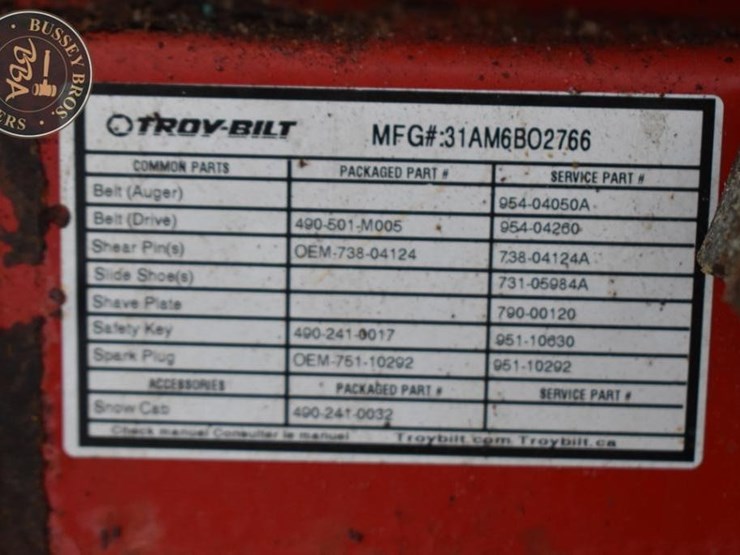 BUSSEY BROS.
BBA
ERS
TROY-BILT MFG#:31AM6BO2766
COMMON PARTS PACKAGED PART # SERVICE PART #
Belt (Auger) 954-04050A
Belt (Drive) 490-501-M005 954-04260
Shear Pin(s) OEM-738-04124 738-04124A
Slide Shoe(s) 731-05984A
Shave Plate 790-00120
Safety Key 490-241-0017 951-10630
Spark Plug OEM-751-10292 951-10292
ACCESSORIES PACKAGED PART # SERVICE PART #
Snow Cab 490-241-0032
Check manual Consulter le manuel Troybilt.com Troybilt.ca